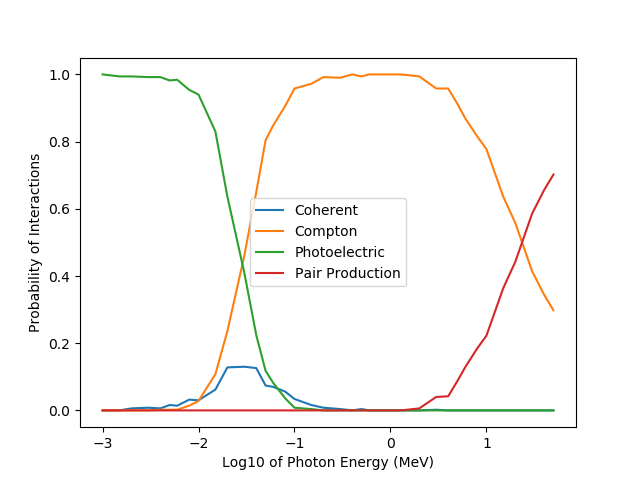 1.0
0.8
0.6
0.4
0.2
0.0
Probability of Interactions
Coherent
Compton
Photoelectric
Pair Production
−3 −2 −1 0 1
Log10 of Photon Energy (MeV)